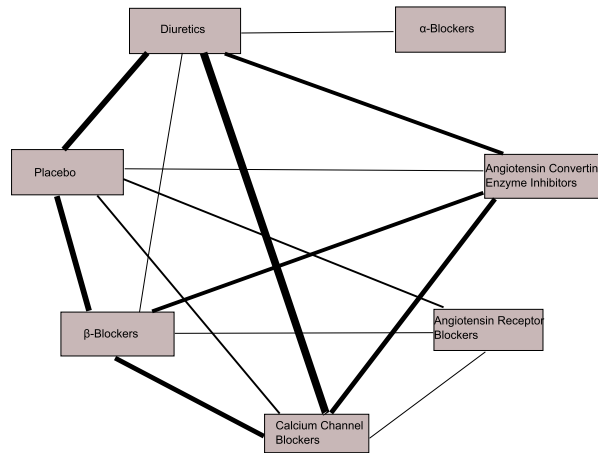 Diuretics
α-Blockers
Placebo
Angiotensin Convertin
Enzyme Inhibitors
β-Blockers
Angiotensin Receptor
Blockers
Calcium Channel
Blockers